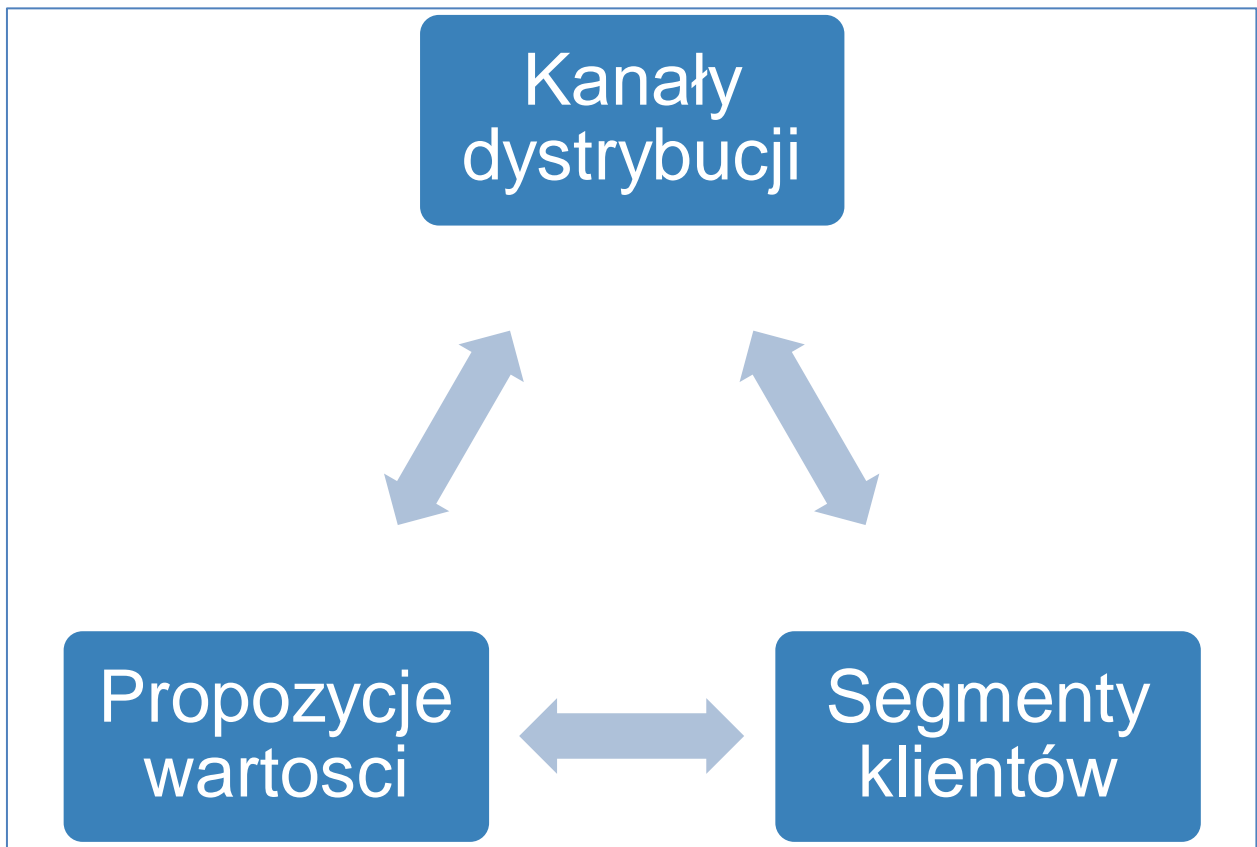 Kanały
dystrybucji
Propozycje
wartosci
Segmenty
klientów